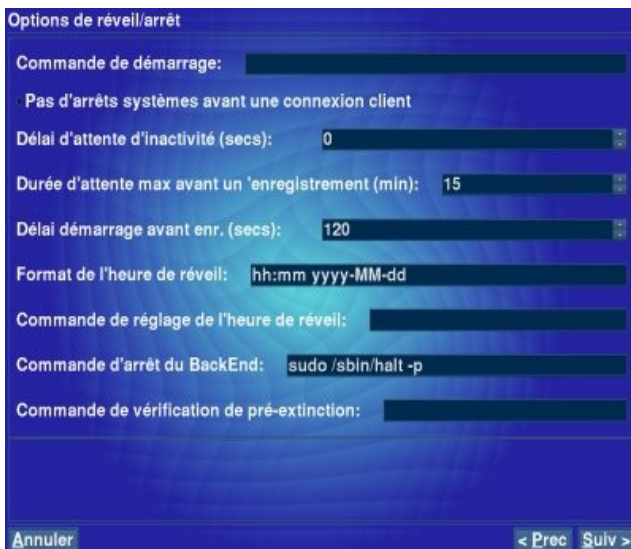 Options de réveil/arrêt
Commande de démarrage:
Pas d'arrêts systèmes avant une connexion client
Délai d'attente d'inactivité (secs): 0
Durée d'attente max avant un 'enregistrement (min): 15
Délai démarrage avant enr. (secs): 120
Format de l'heure de réveil: hh:mm yyyy-MM-dd
Commande de réglage de l'heure de réveil:
Commande d'arrêt du BackEnd: sudo /sbin/halt -p
Commande de vérification de pré-extinction:
Annuler < Prec Suiv >